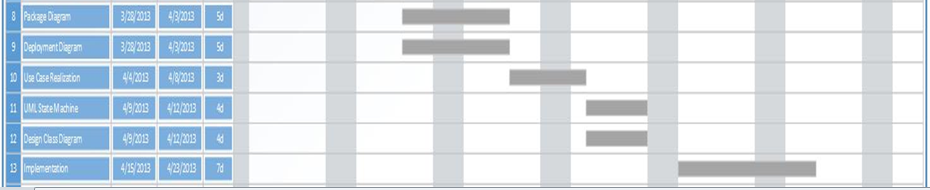 8 Package Diagram 3/28/2013 4/3/2013 5d
9 Deployment Diagram 3/28/2013 4/3/2013 5d
10 Use Case Realization 4/4/2013 4/8/2013 3d
11 UML State Machine 4/9/2013 4/12/2013 4d
12 Design Class Diagram 4/9/2013 4/12/2013 4d
13 Implementation 4/15/2013 4/23/2013 7d